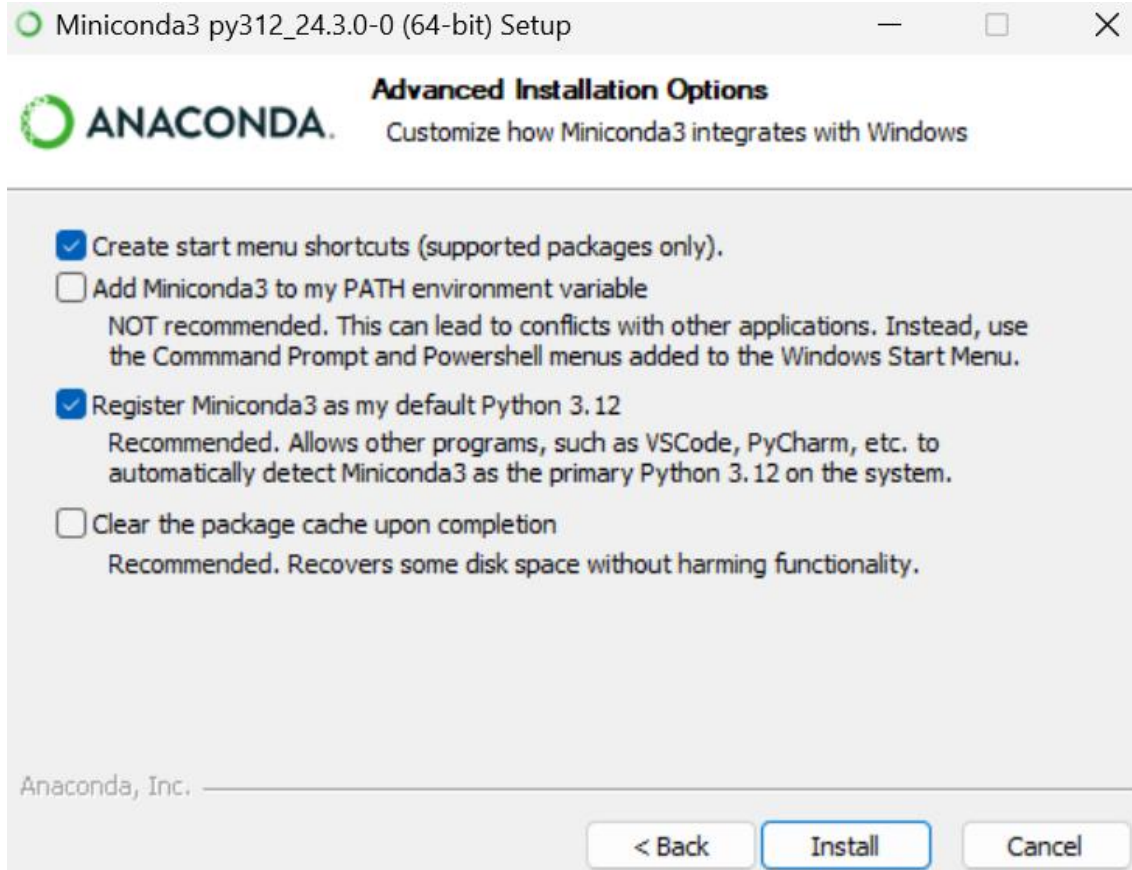 Miniconda3 py312_24.3.0-0 (64-bit) Setup
ANACONDA.
Advanced Installation Options
Customize how Miniconda3 integrates with Windows
Create start menu shortcuts (supported packages only).
Add Miniconda3 to my PATH environment variable
NOT recommended. This can lead to conflicts with other applications. Instead, use
the Commmand Prompt and Powershell menus added to the Windows Start Menu.
Register Miniconda3 as my default Python 3.12
Recommended. Allows other programs, such as VSCode, PyCharm, etc. to
automatically detect Miniconda3 as the primary Python 3.12 on the system.
Clear the package cache upon completion
Recommended. Recovers some disk space without harming functionality.
Anaconda, Inc.
< Back
Install
Cancel